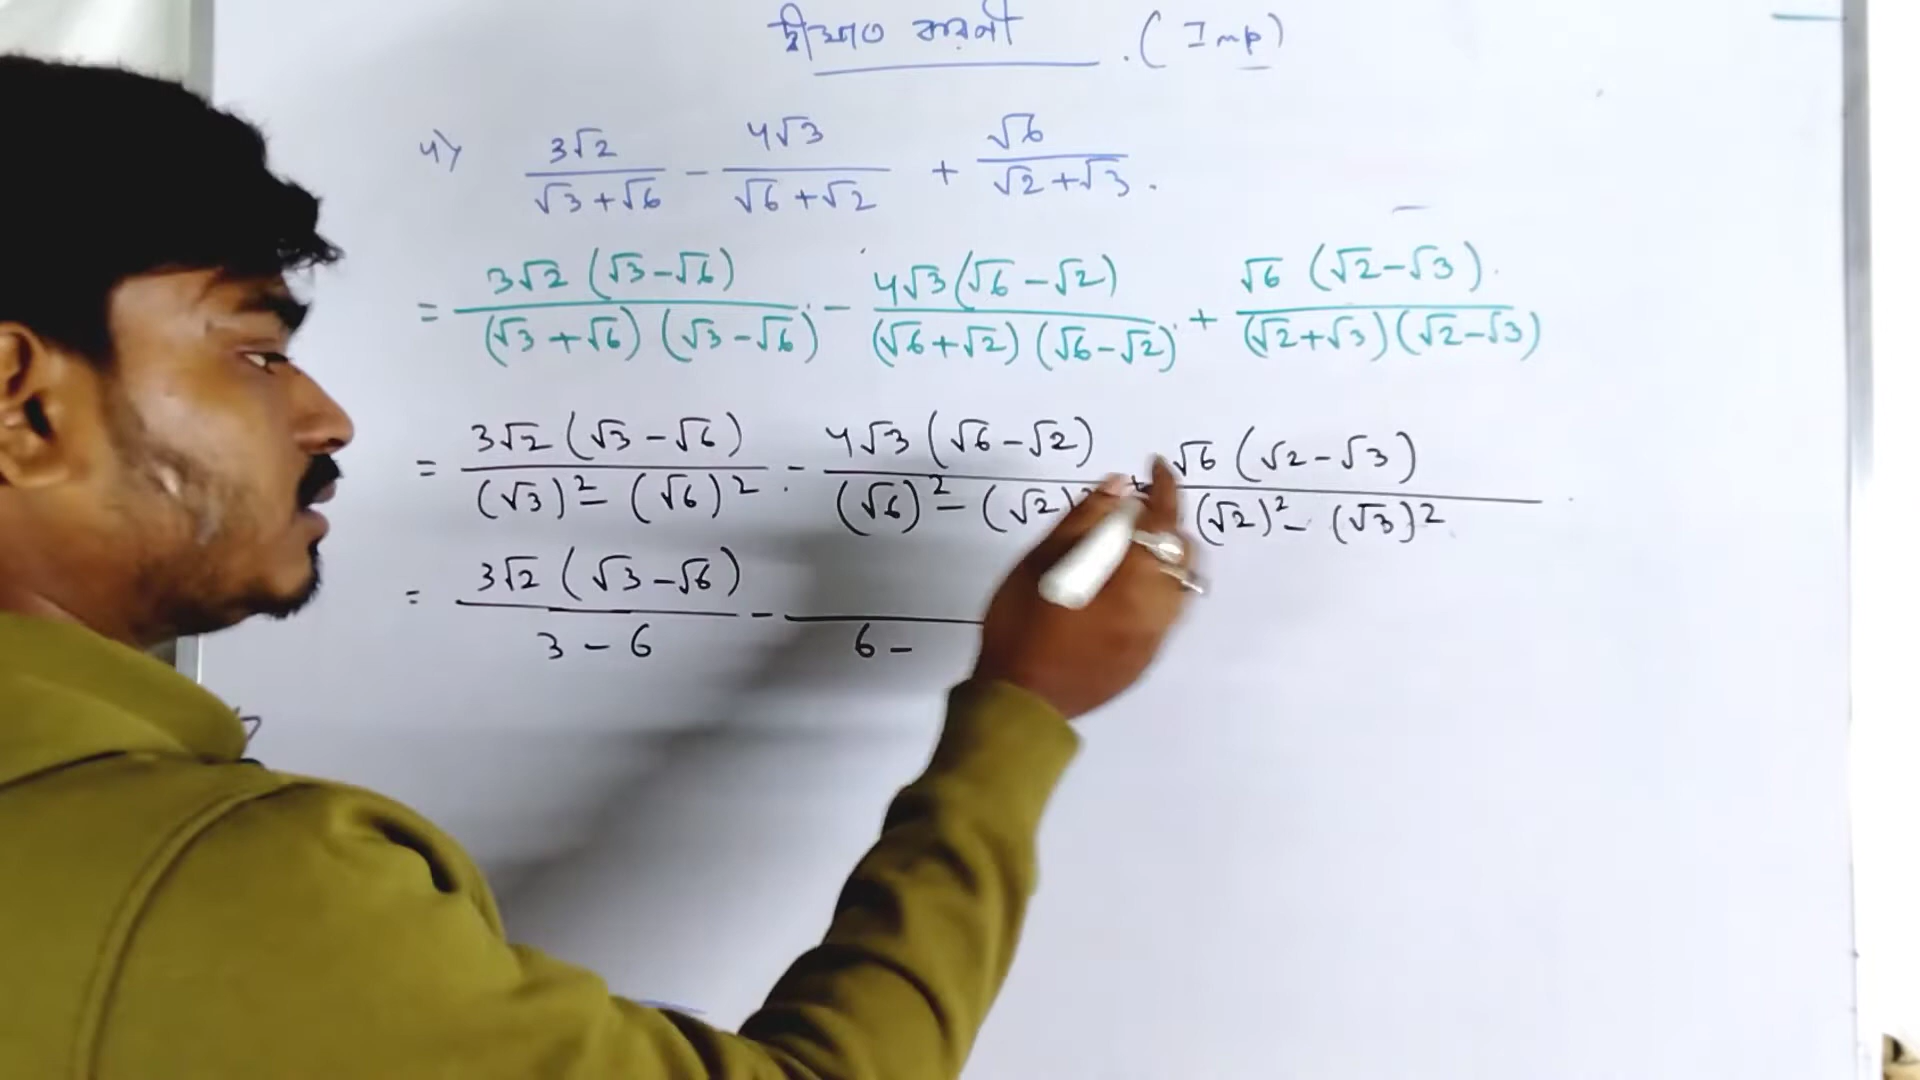 দ্বিঘাত করণী . (Imp)
4) 3√2/(√3+√6) - 4√3/(√6+√2) + √6/(√2+√3) .
= 3√2 (√3-√6)/(√3+√6) (√3-√6) - 4√3(√6-√2)/(√6+√2) (√6-√2) + √6 (√2-√3)/(√2+√3)(√2-√3)
= 3√2 (√3-√6)/(√3)² - (√6)² - 4√3 (√6-√2)/(√6)² - (√2)² + √6 (√2-√3)/(√2)² - (√3)²
= 3√2 (√3-√6)/3 - 6 - /6 -